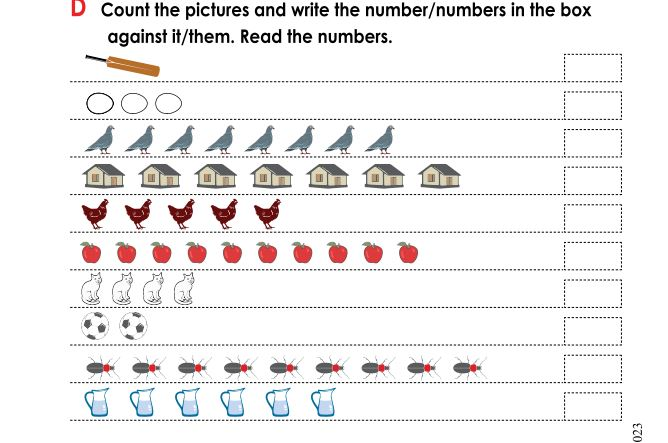 D Count the pictures and write the number/numbers in the box
against it/them. Read the numbers.
023